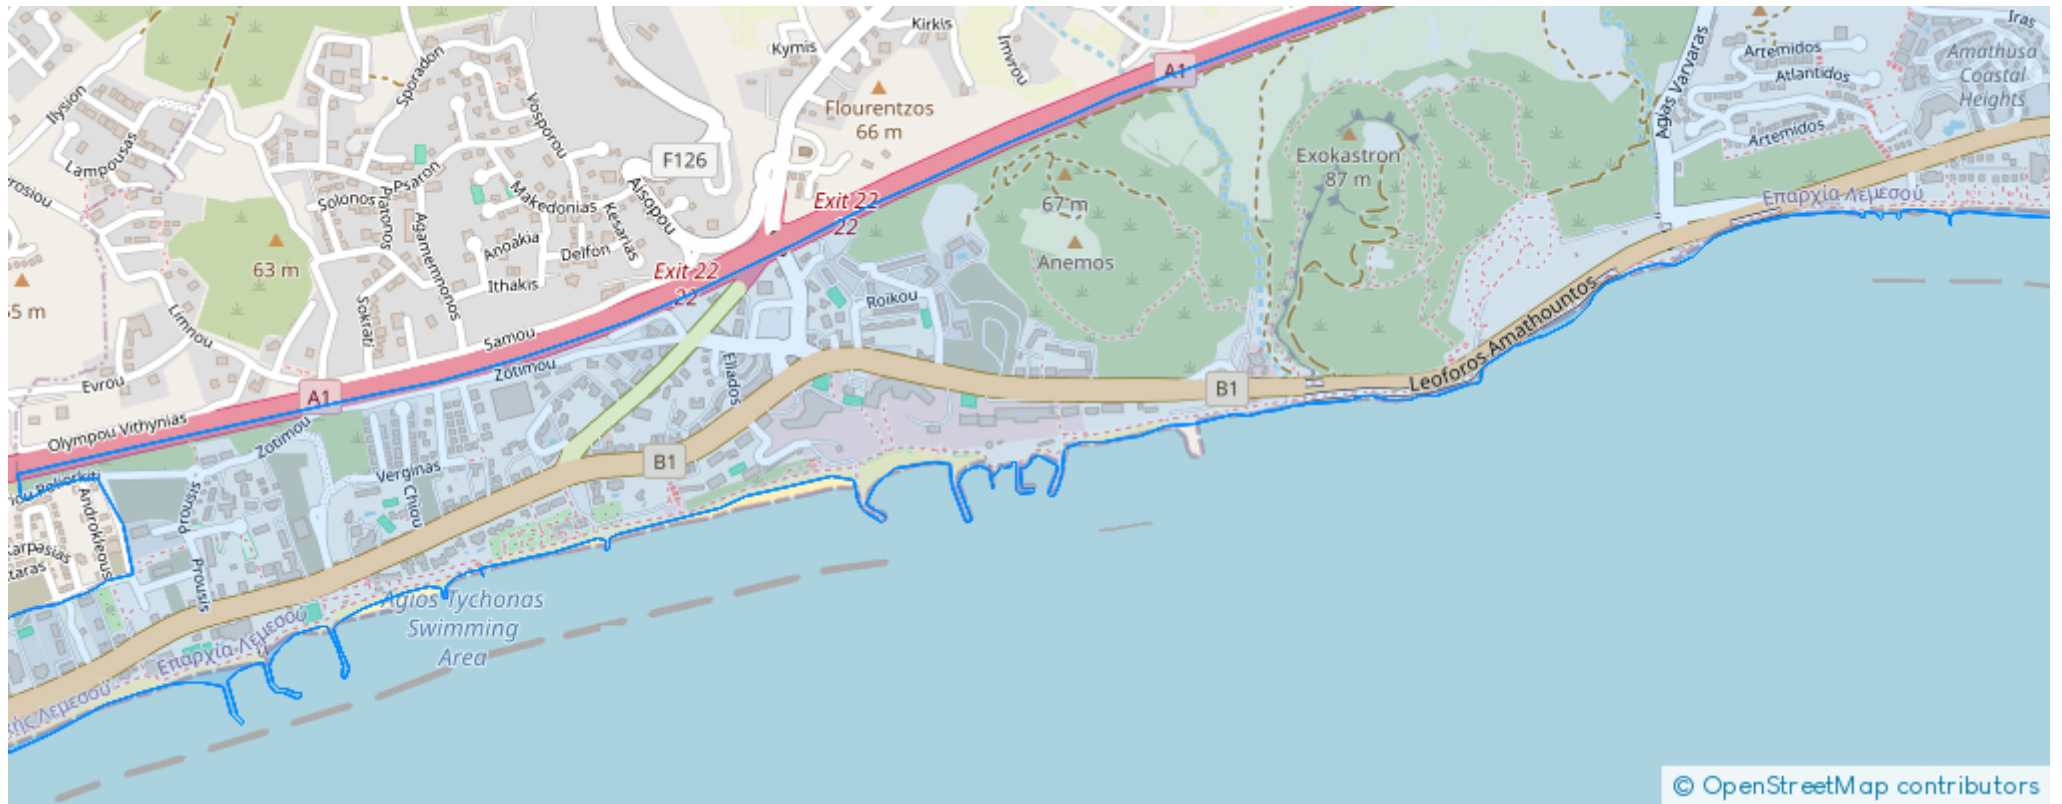 Kirkis
Iras
Kymis
Imvrou
Artemidos
Amathusa
Coastal
Heights
Sporadon
A1
Agias Varvaras
Atlantidos
Ilysion
Flourentzos
66 m
Vosporou
Artemidos
Lampousas
F126
Exokastron
87 m
Psaron
Aisopou
Makedonias
Solonos
Exit 22
22
67 m
Επαρχία Λεμεσού
Agamemnonos
Kesarias
Anoakia
Delfon
63 m
Exit 22
22
Anemos
Ithakis
Roikou
Sokrati
Limnou
Samou
Leoforos Amathountos
Zotimou
Ellados
Evrou
A1
B1
Olympou Vithynias
Zotimou
B1
Verginas
Chiou
Androkleous
Prousis
Prousis
Agios Tychonas
Swimming
Area
Επαρχία Λεμεσού
Λεμεσού
© OpenStreetMap contributors